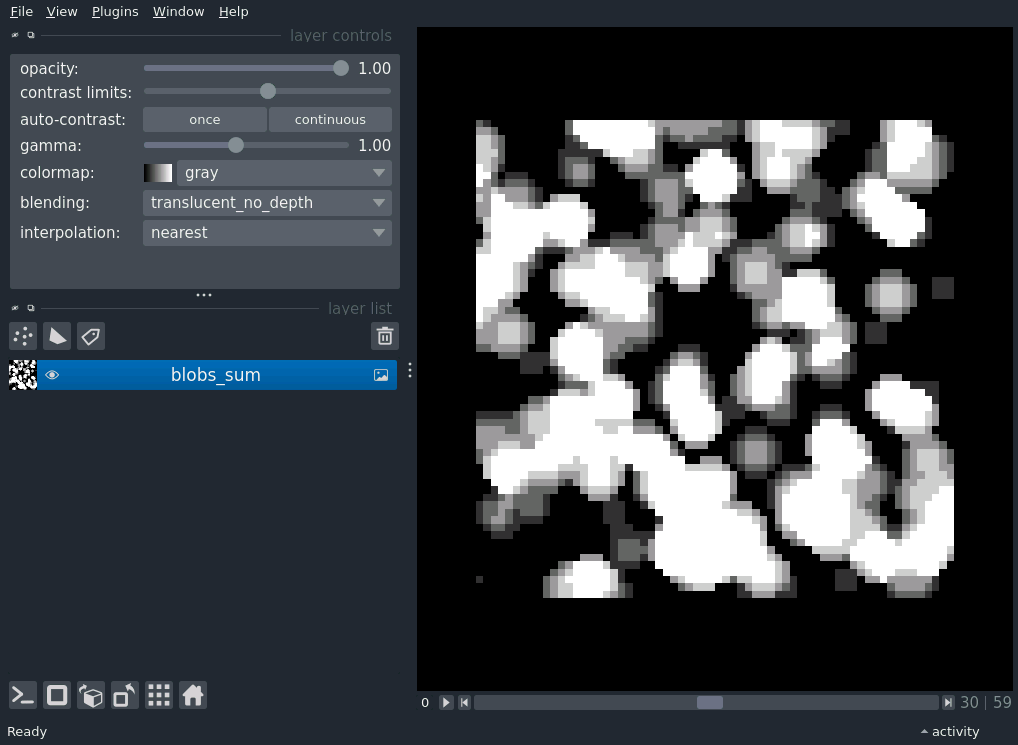 File View Plugins Window Help
layer controls
opacity: 1.00
contrast limits:
auto-contrast: once continuous
gamma: 1.00
colormap: gray
blending: translucent_no_depth
interpolation: nearest
layer list
blobs_sum
0 30 59
Ready activity